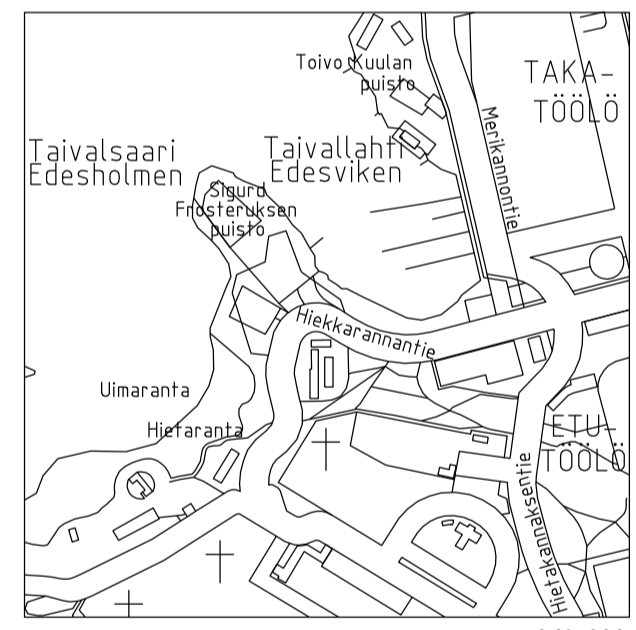 Toivo Kuulan
puisto
TAKA-
TÖÖLÖ
Merikannontie
Taivalsaari
Edesholmen
Taivallahti
Edesviken
Sigurd
Frosteruksen
puisto
Hiekkarannantie
Uimaranta
Hietaranta
ETU-
TÖÖLÖ
Hietakannaksentie